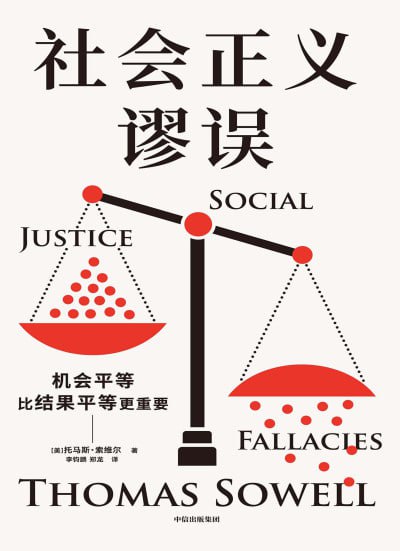 社会正义
谬误
SOCIAL
JUSTICE
机会平等
比结果平等更重要
FALLACIES
[美]托马斯·索维尔 著
李钧鹏 郑龙 译
THOMAS SOWELL
中信出版集团